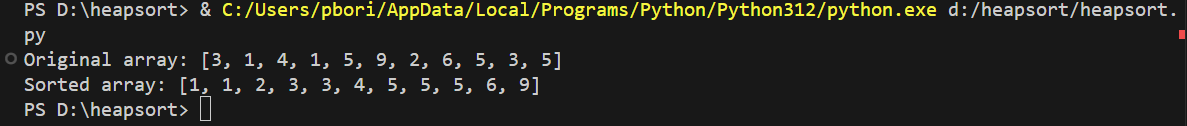 PS D:\heapsort> & C:/Users/pbori/AppData/Local/Programs/Python/Python312/python.exe d:/heapsort/heapsort.
py
Original array: [3, 1, 4, 1, 5, 9, 2, 6, 5, 3, 5]
Sorted array: [1, 1, 2, 3, 3, 4, 5, 5, 5, 6, 9]
PS D:\heapsort>